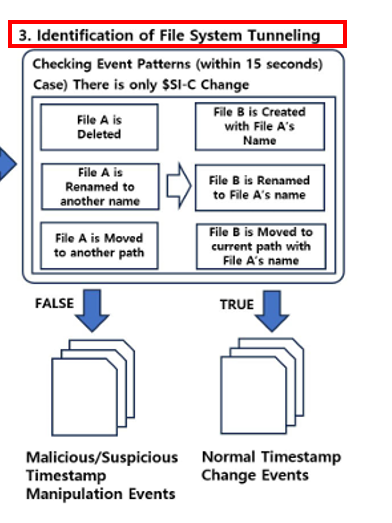 3. Identification of File System Tunneling
Checking Event Patterns (within 15 seconds)
Case) There is only $SI-C Change
File A is
Deleted
File B is Created
with File A's
Name
File A is
Renamed to
another name
File B is Renamed
to File A's name
File A is Moved
to another path
File B is Moved to
current path with
File A's name
FALSE
TRUE
Malicious/Suspicious
Timestamp
Manipulation Events
Normal Timestamp
Change Events